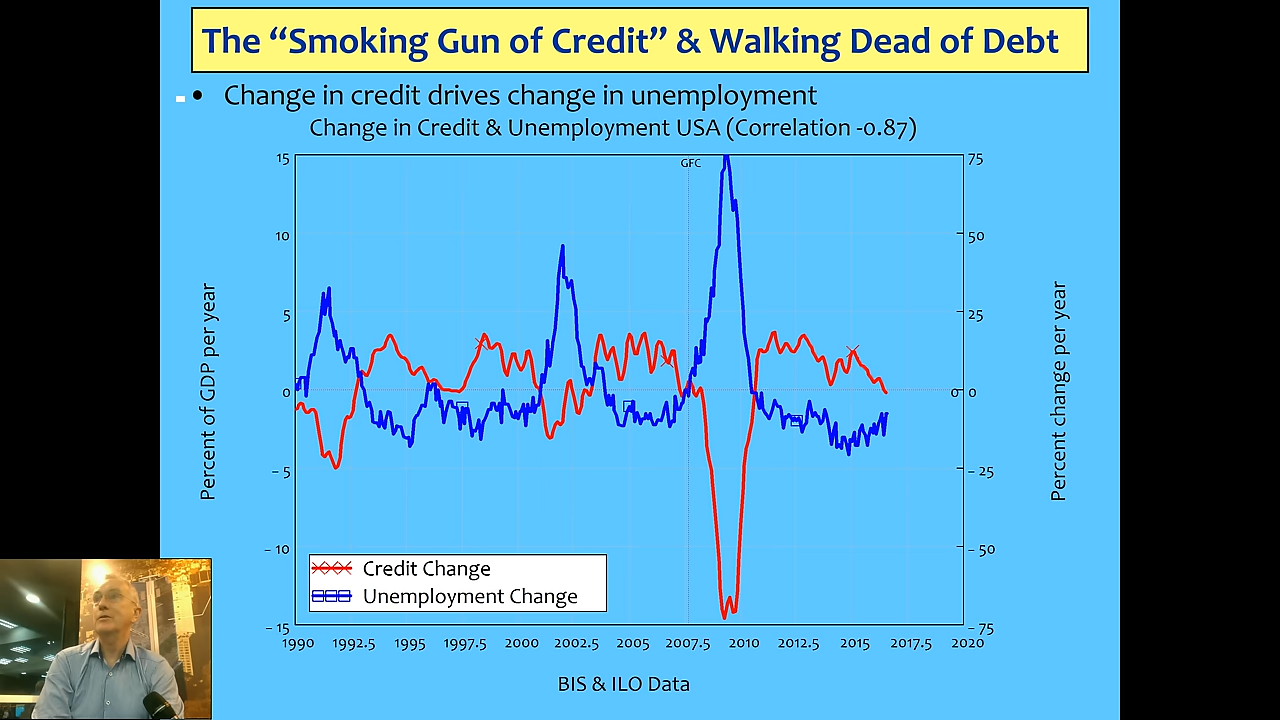 The “Smoking Gun of Credit” & Walking Dead of Debt
• Change in credit drives change in unemployment
Change in Credit & Unemployment USA (Correlation -0.87)
GFC
15
10
5
0
– 5
– 10
– 15
Percent of GDP per year
75
50
25
0 0
– 25
– 50
– 75
Percent change per year
Credit Change
Unemployment Change
1990 1992.5 1995 1997.5 2000 2002.5 2005 2007.5 2010 2012.5 2015 2017.5 2020
BIS & ILO Data